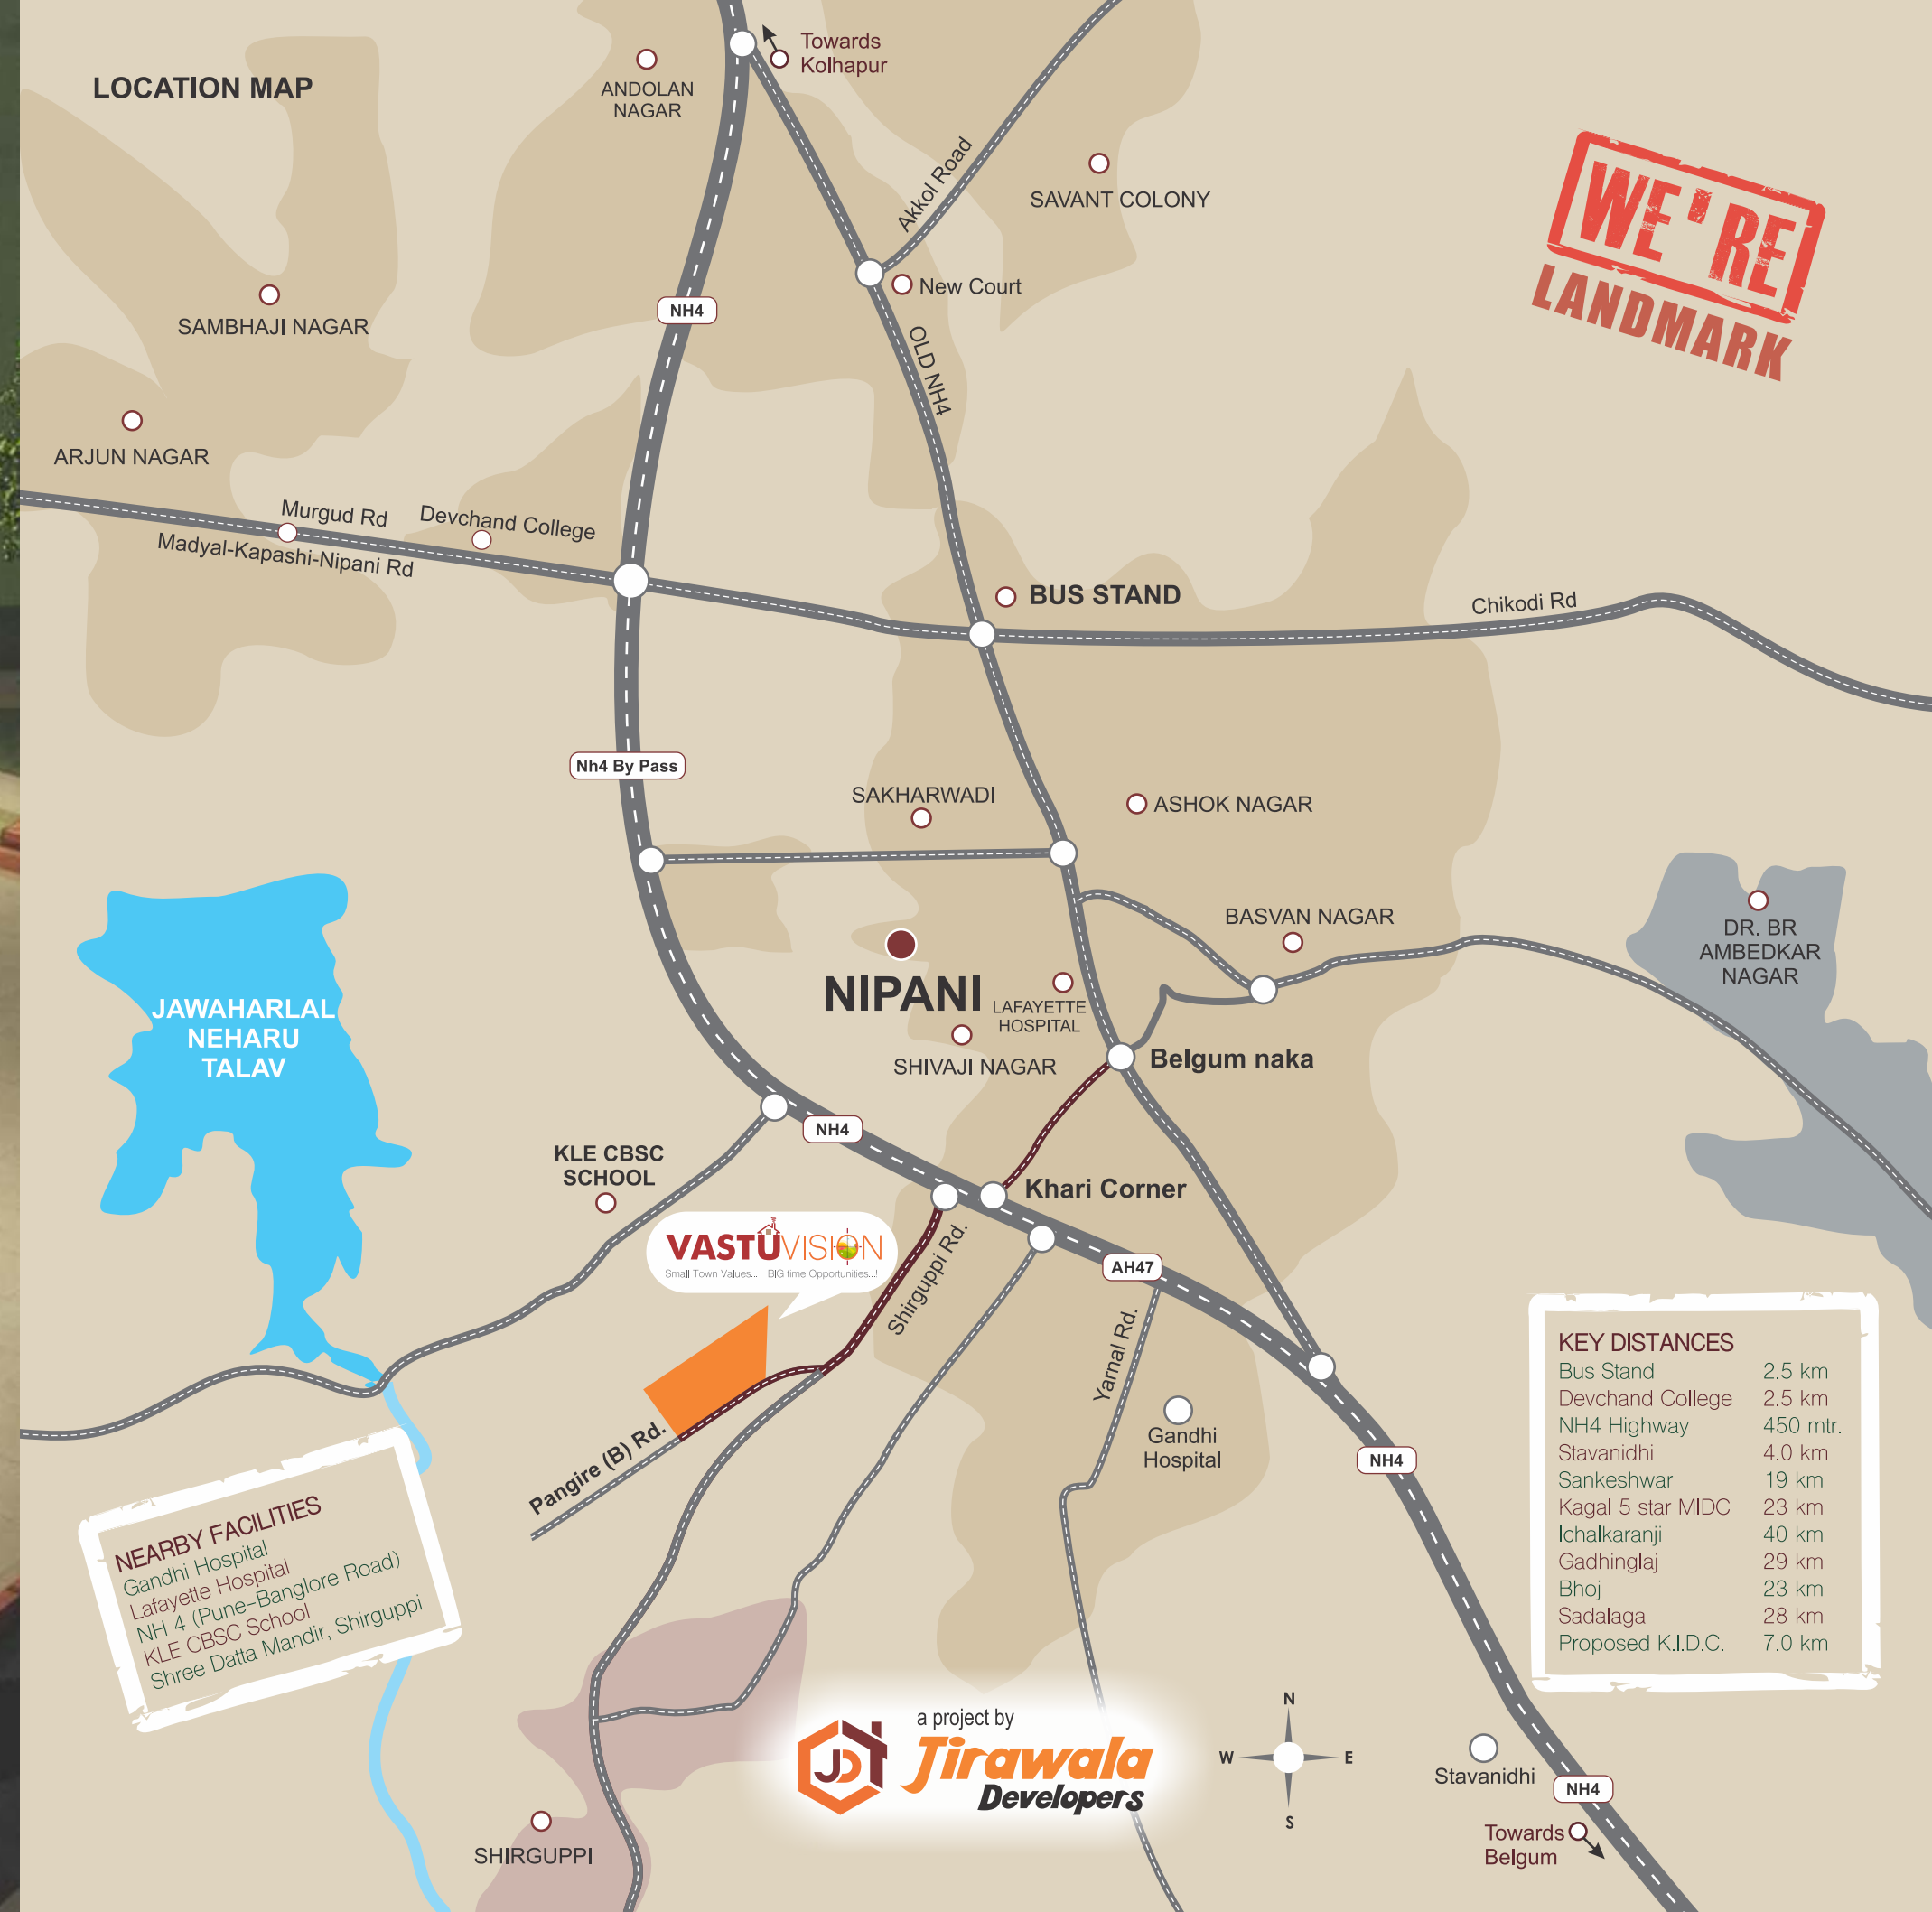 LOCATION MAP
Towards
Kolhapur
ANDOLAN
NAGAR
Akkol Road
SAVANT COLONY
WE'RE
LANDMARK
New Court
NH4
SAMBHAJI NAGAR
OLD NH4
ARJUN NAGAR
Murgud Rd
Devchand College
Madyal-Kapashi-Nipani Rd
BUS STAND
Chikodi Rd
Nh4 By Pass
SAKHARWADI
ASHOK NAGAR
BASVAN NAGAR
DR. BR
AMBEDKAR
NAGAR
NIPANI
LAFAYETTE
HOSPITAL
JAWAHARLAL
NEHARU
TALAV
SHIVAJI NAGAR
Belgum naka
NH4
KLE CBSC
SCHOOL
Khari Corner
VASTUVISION
Small Town Values... BIG time Opportunities...!
Shirguppi Rd.
AH47
Yarnal Rd.
Gandhi
Hospital
Pangire (B) Rd.
NH4
KEY DISTANCES
Bus Stand 2.5 km
Devchand College 2.5 km
NH4 Highway 450 mtr.
Stavanidhi 4.0 km
Sankeshwar 19 km
Kagal 5 star MIDC 23 km
Ichalkaranji 40 km
Gadhinglaj 29 km
Bhoj 23 km
Sadalaga 28 km
Proposed K.I.D.C. 7.0 km
NEARBY FACILITIES
Gandhi Hospital
Lafayette Hospital
NH 4 (Pune-Banglore Road)
KLE CBSC School
Shree Datta Mandir, Shirguppi
a project by
JD
Jirawala
Developers
N
W E
S
Stavanidhi
NH4
Towards
Belgum
SHIRGUPPI